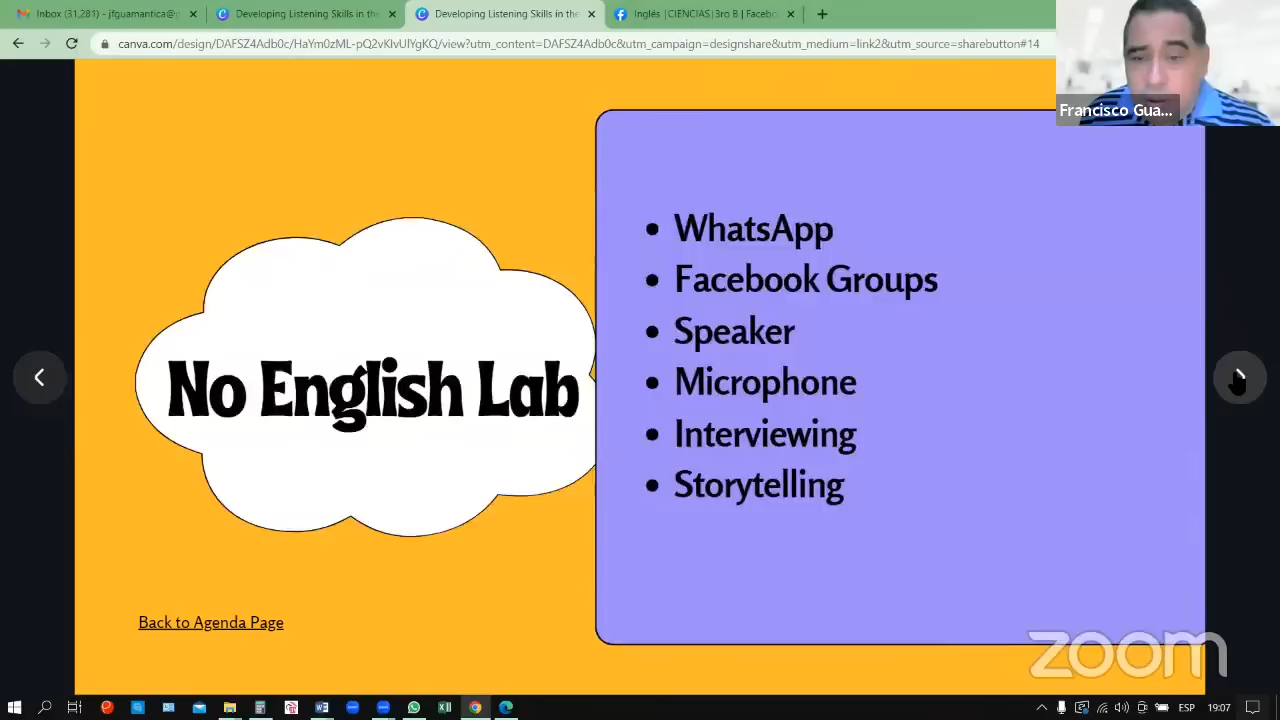 Inbox (31,281) - jfguamantica@g
Developing Listening Skills in the
Developing Listening Skills in the
Inglés |CIENCIAS|3ro B | Facebo
canva.com/design/DAFSZ4Adb0c/HaYm0zML-pQ2vKlvUlYgKQ/view?utm_content=DAFSZ4Adb0c&utm_campaign=designshare&utm_medium=link2&utm_source=sharebutton#14
Francisco Gua...
• WhatsApp
• Facebook Groups
• Speaker
• Microphone
• Interviewing
• Storytelling
No English Lab
Back to Agenda Page
zoom
ESP
19:07